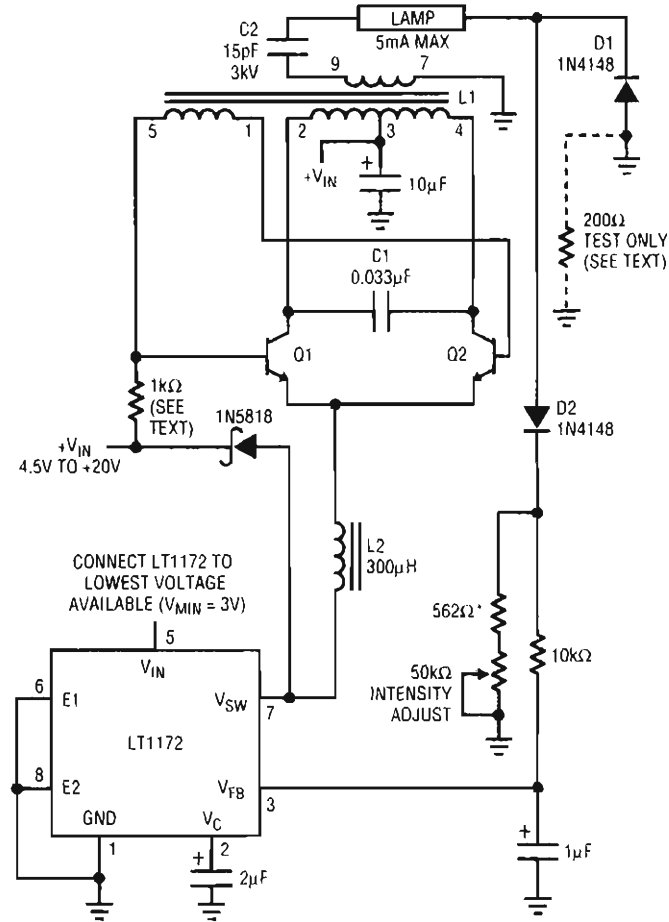 C2
15pF
3kV
LAMP
5mA MAX
D1
1N4148
9
7
L1
5
1
2
3
4
+VIN
+
10µF
200Ω
TEST ONLY
(SEE TEXT)
C1
0.033µF
Q1
Q2
1kΩ
(SEE
TEXT)
1N5818
D2
1N4148
+VIN
4.5V TO +20V
L2
300µH
CONNECT LT1172 TO
LOWEST VOLTAGE
AVAILABLE (VMIN = 3V)
562Ω*
10kΩ
50kΩ
INTENSITY
ADJUST
5
VIN
6
E1
VSW
7
LT1172
8
E2
VFB
3
GND
VC
1
2
+
2µF
+
1µF